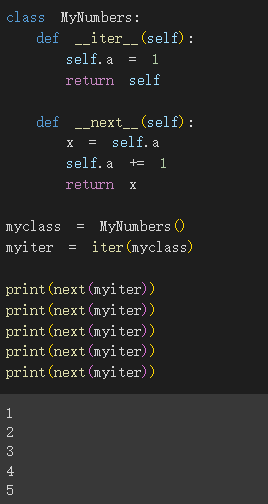 class MyNumbers:
    def __iter__(self):
        self.a = 1
        return self

    def __next__(self):
        x = self.a
        self.a += 1
        return x

myclass = MyNumbers()
myiter = iter(myclass)

print(next(myiter))
print(next(myiter))
print(next(myiter))
print(next(myiter))
print(next(myiter))

1
2
3
4
5